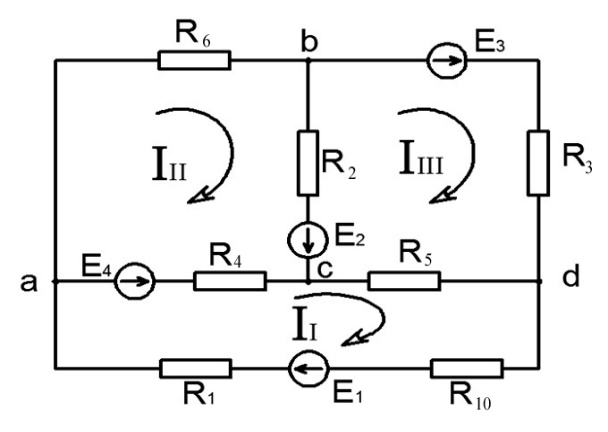 R6 b E3
III IIII R2 R3
E2
E4 R4 c R5
a d
II
R1 E1 R10